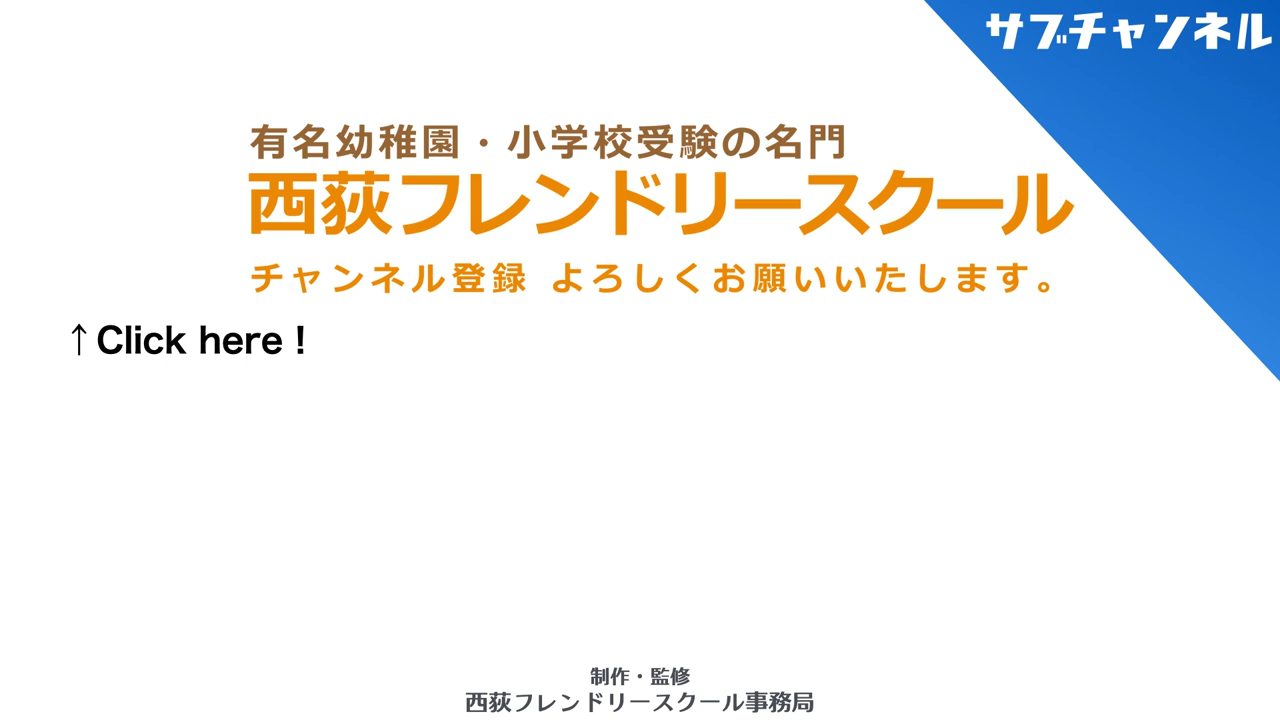 サブチャンネル
有名幼稚園・小学校受験の名門
西荻フレンドリースクール
チャンネル登録 よろしくお願いいたします。
↑Click here !
制作・監修
西荻フレンドリースクール事務局